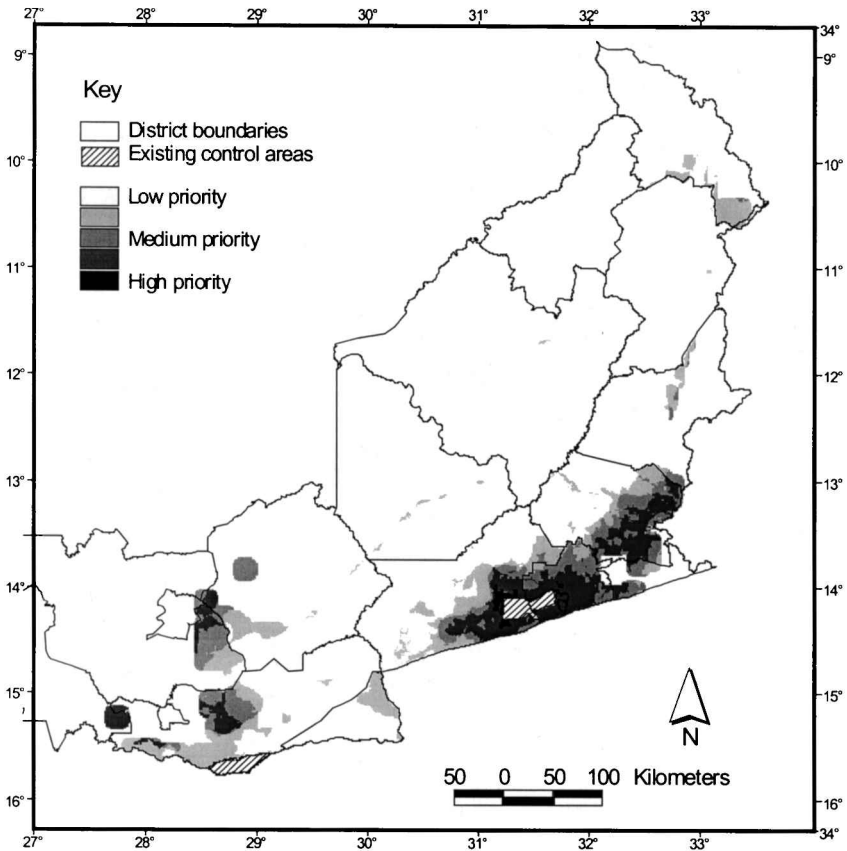 27° 28° 29° 30° 31° 32° 33° 34°
9° 9°
Key
District boundaries
Existing control areas
10° 10°
Low priority
Medium priority
11° 11°
High priority
12° 12°
13° 13°
14° 14°
15° 15°
N
50 0 50 100 Kilometers
16° 16°
27° 28° 29° 30° 31° 32° 33° 34°